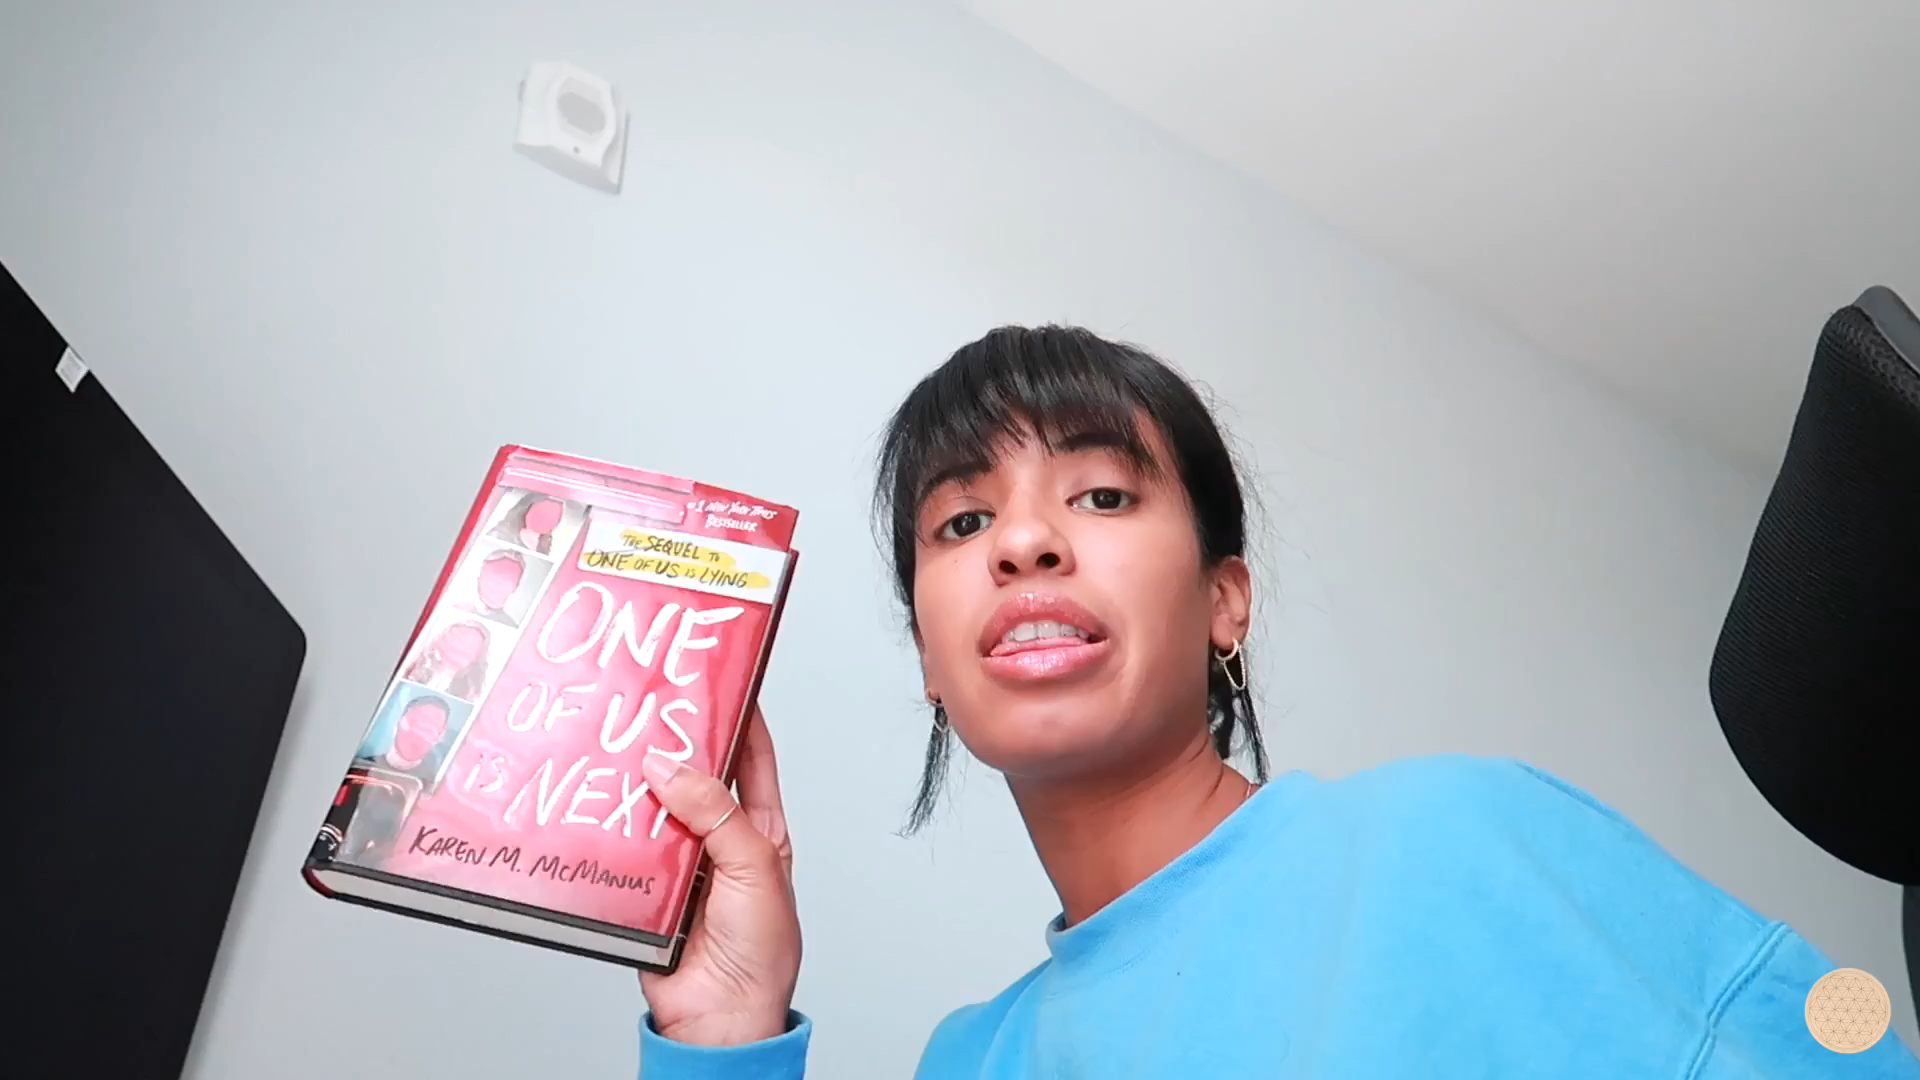 #1 NEW YORK TIMES
BESTSELLER
THE SEQUEL TO
ONE OF US IS LYING
ONE
OF US
IS NEXT
KAREN M. MCMANUS